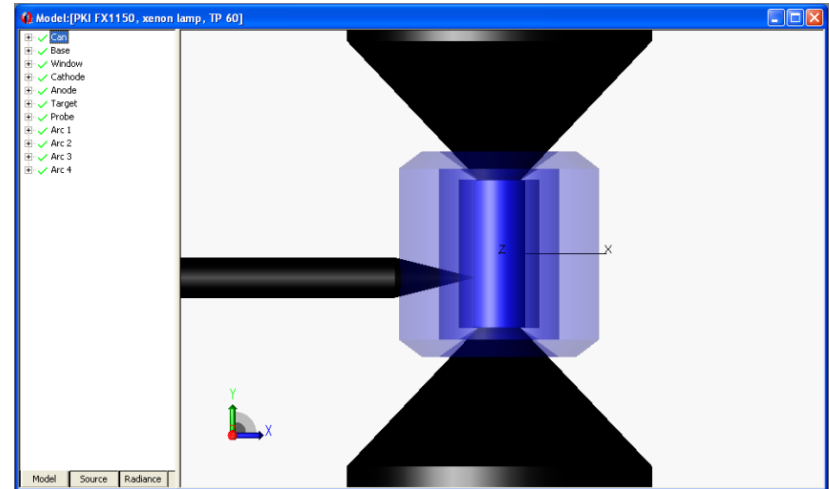 Model:[PKI FX1150, xenon lamp, TP 60]
Can
Base
Window
Cathode
Anode
Target
Probe
Arc 1
Arc 2
Arc 3
Arc 4
Z
X
Y
X
Model Source Radiance